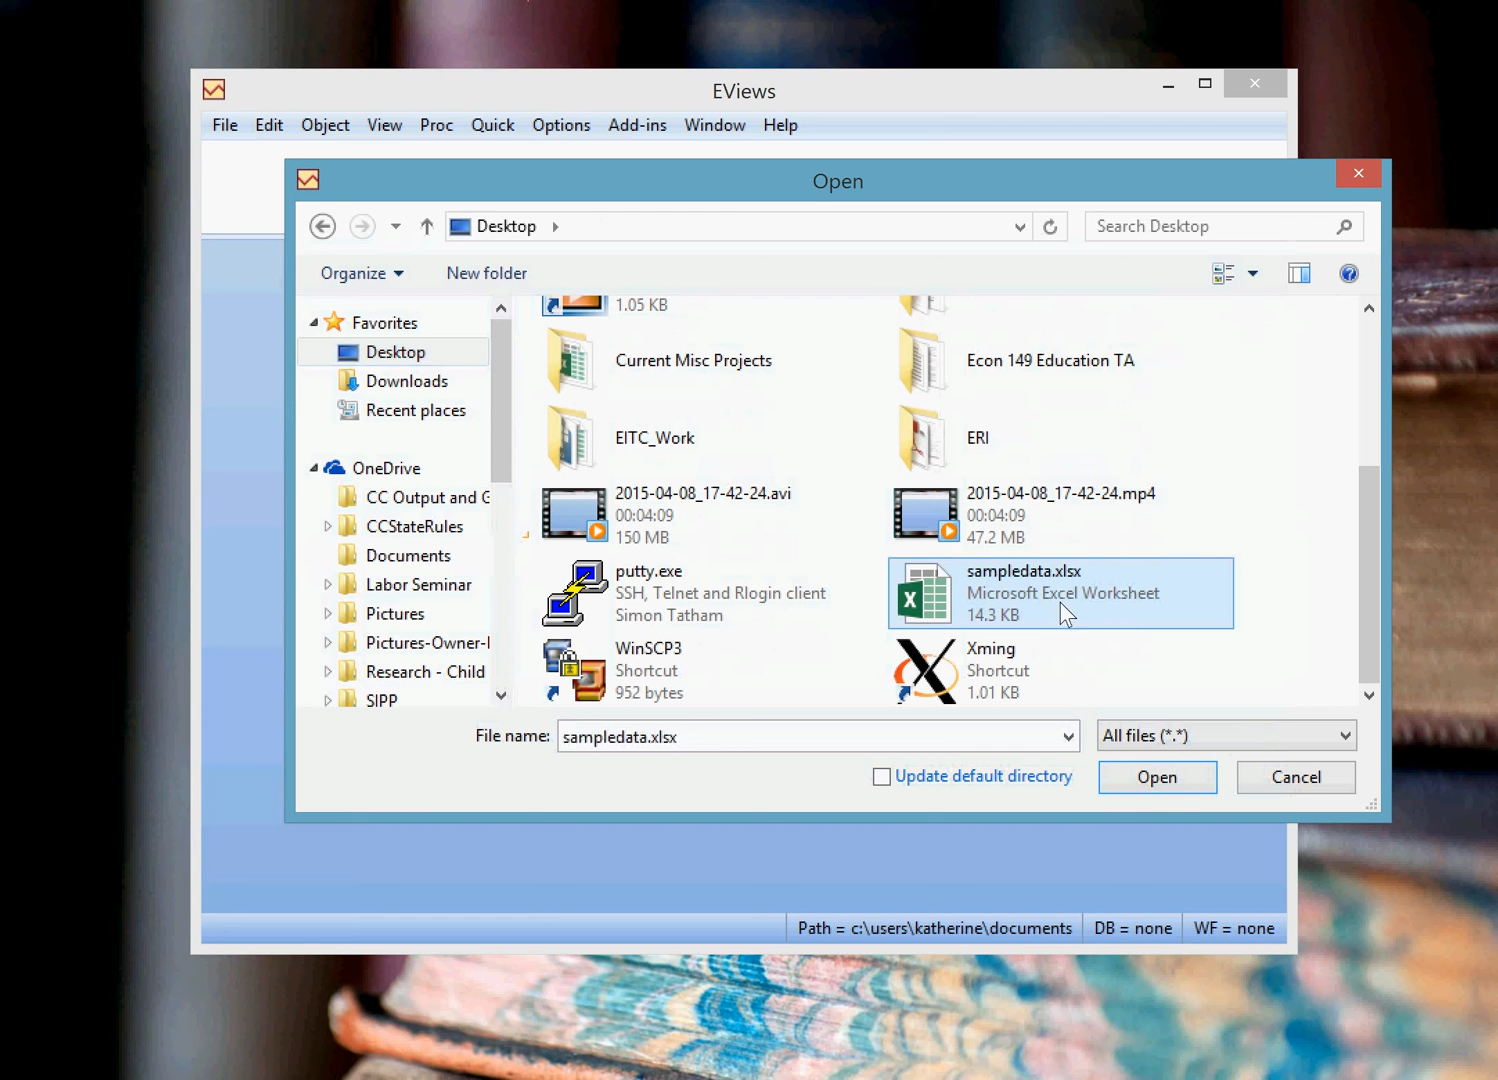 EViews
File Edit Object View Proc Quick Options Add-ins Window Help
Open
Desktop
Search Desktop
Organize
New folder
Favorites
Desktop
Downloads
Recent places
OneDrive
CC Output and G
CCStateRules
Documents
Labor Seminar
Pictures
Pictures-Owner-
Research - Child
SIPP
1.05 KB
Current Misc Projects
Econ 149 Education TA
EITC_Work
ERI
2015-04-08_17-42-24.avi
00:04:09
150 MB
2015-04-08_17-42-24.mp4
00:04:09
47.2 MB
putty.exe
SSH, Telnet and Rlogin client
Simon Tatham
sampledata.xlsx
Microsoft Excel Worksheet
14.3 KB
WinSCP3
Shortcut
952 bytes
Xming
Shortcut
1.01 KB
File name: sampledata.xlsx
All files (*.*)
Update default directory
Open
Cancel
Path = c:\users\katherine\documents DB = none WF = none